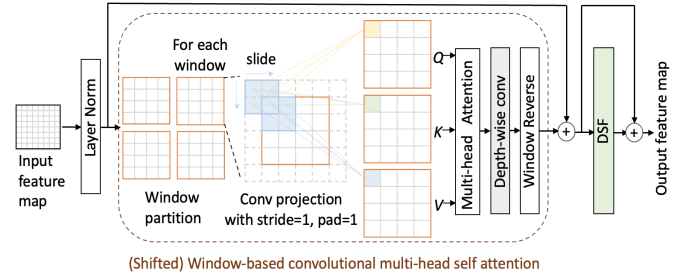 Input
feature
map
Layer Norm
For each
window
Window
partition
slide
Conv projection
with stride=1, pad=1
Q
K
V
Multi-head Attention
Depth-wise conv
Window Reverse
+
DSF
+
Output feature map
(Shifted) Window-based convolutional multi-head self attention